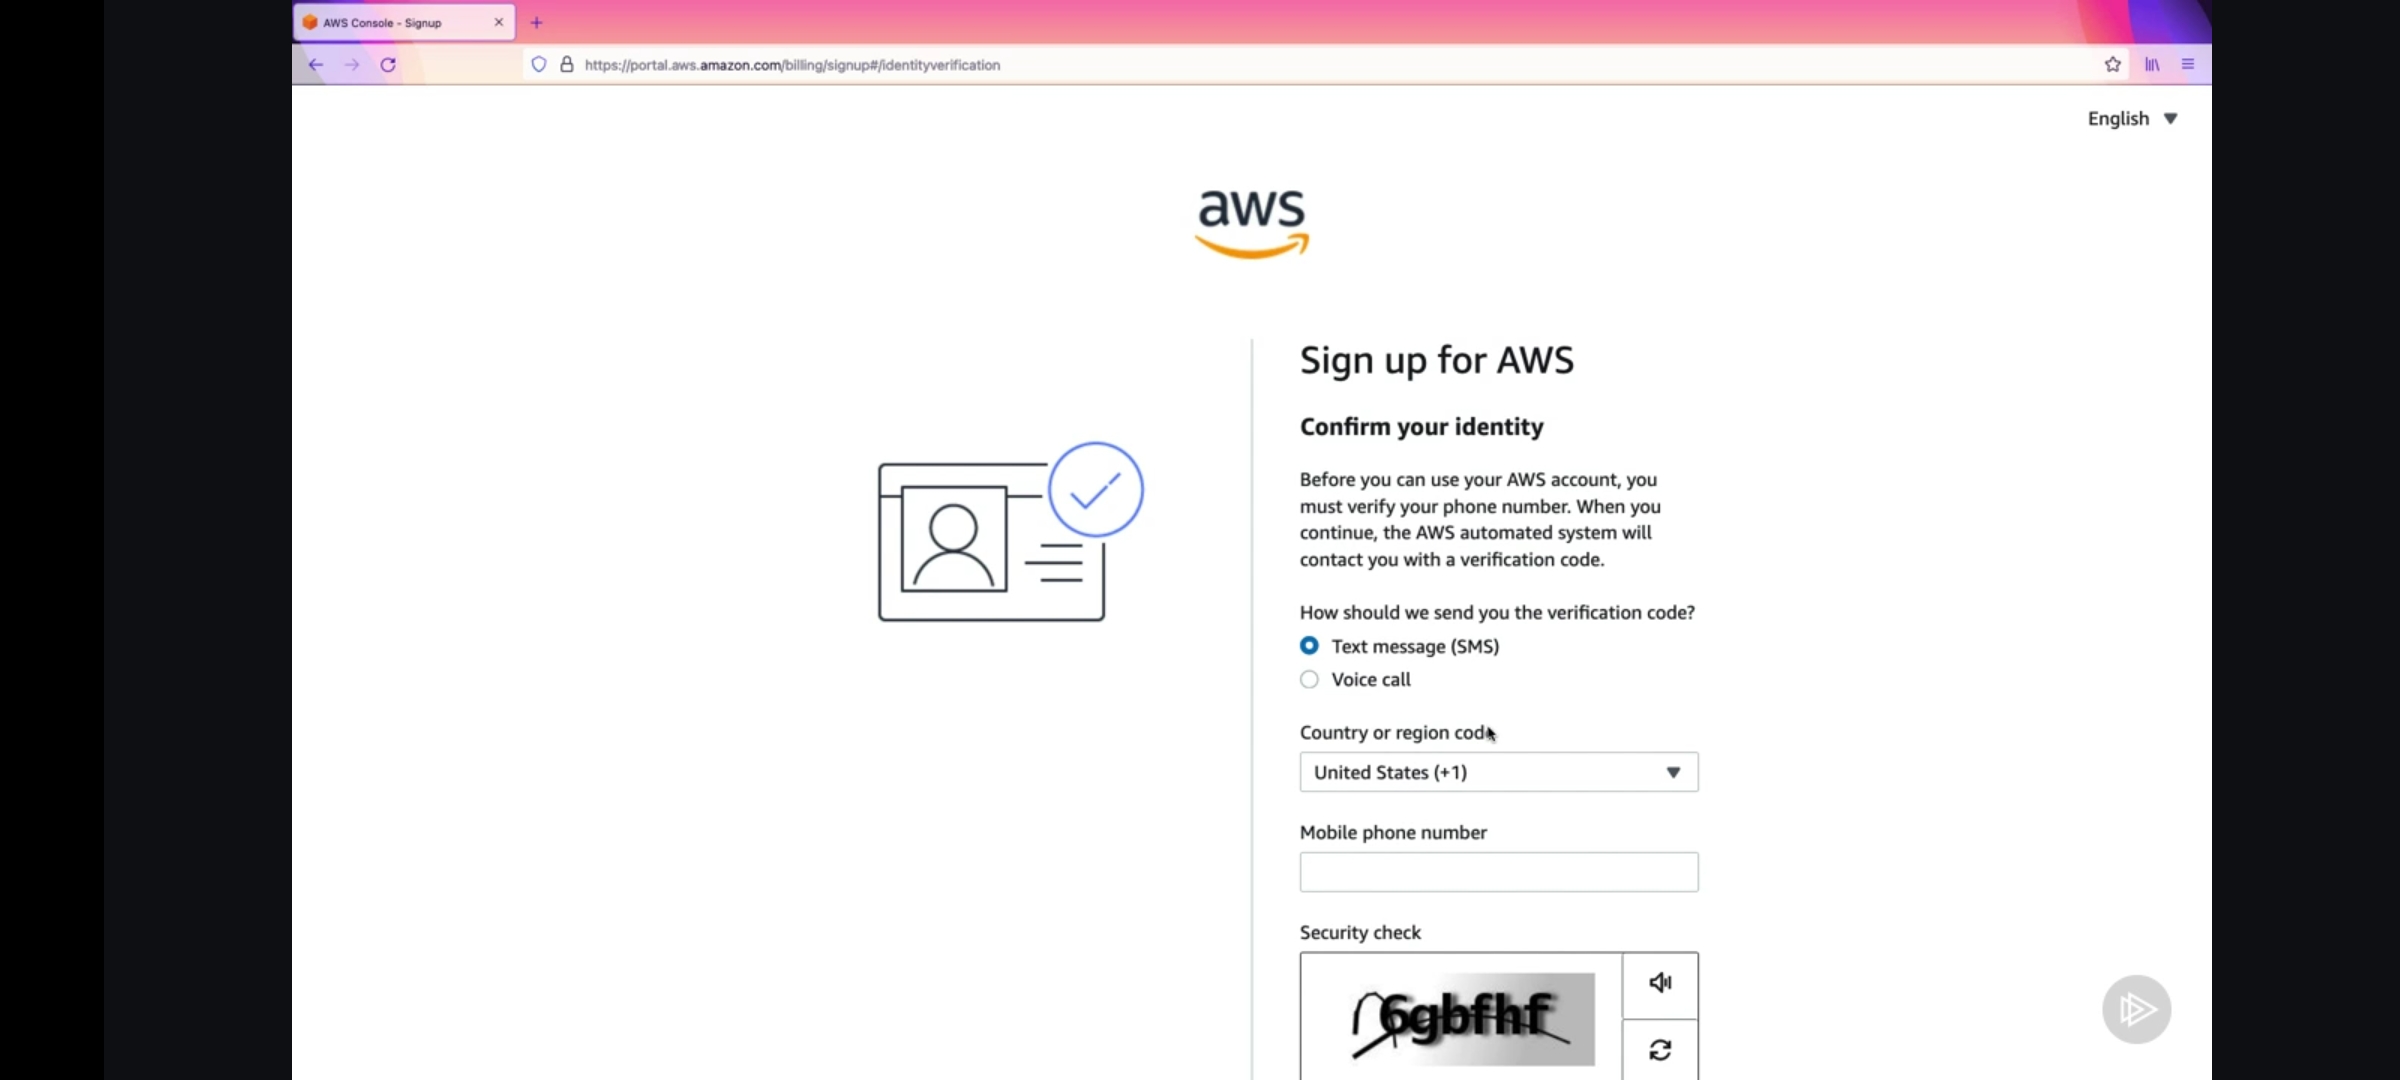 AWS Console - Signup
https://portal.aws.amazon.com/billing/signup#/identityverification
English
aws
Sign up for AWS
Confirm your identity
Before you can use your AWS account, you
must verify your phone number. When you
continue, the AWS automated system will
contact you with a verification code.
How should we send you the verification code?
Text message (SMS)
Voice call
Country or region code
United States (+1)
Mobile phone number
Security check
6gbfhf